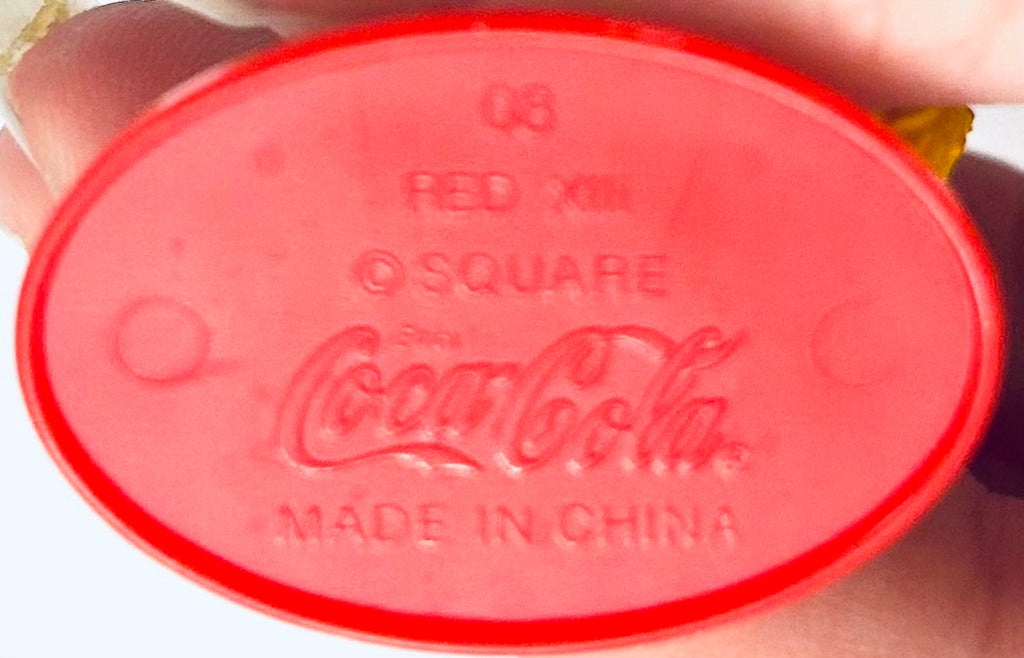 08
RED XIII
©SQUARE
Coca-Cola®
MADE IN CHINA